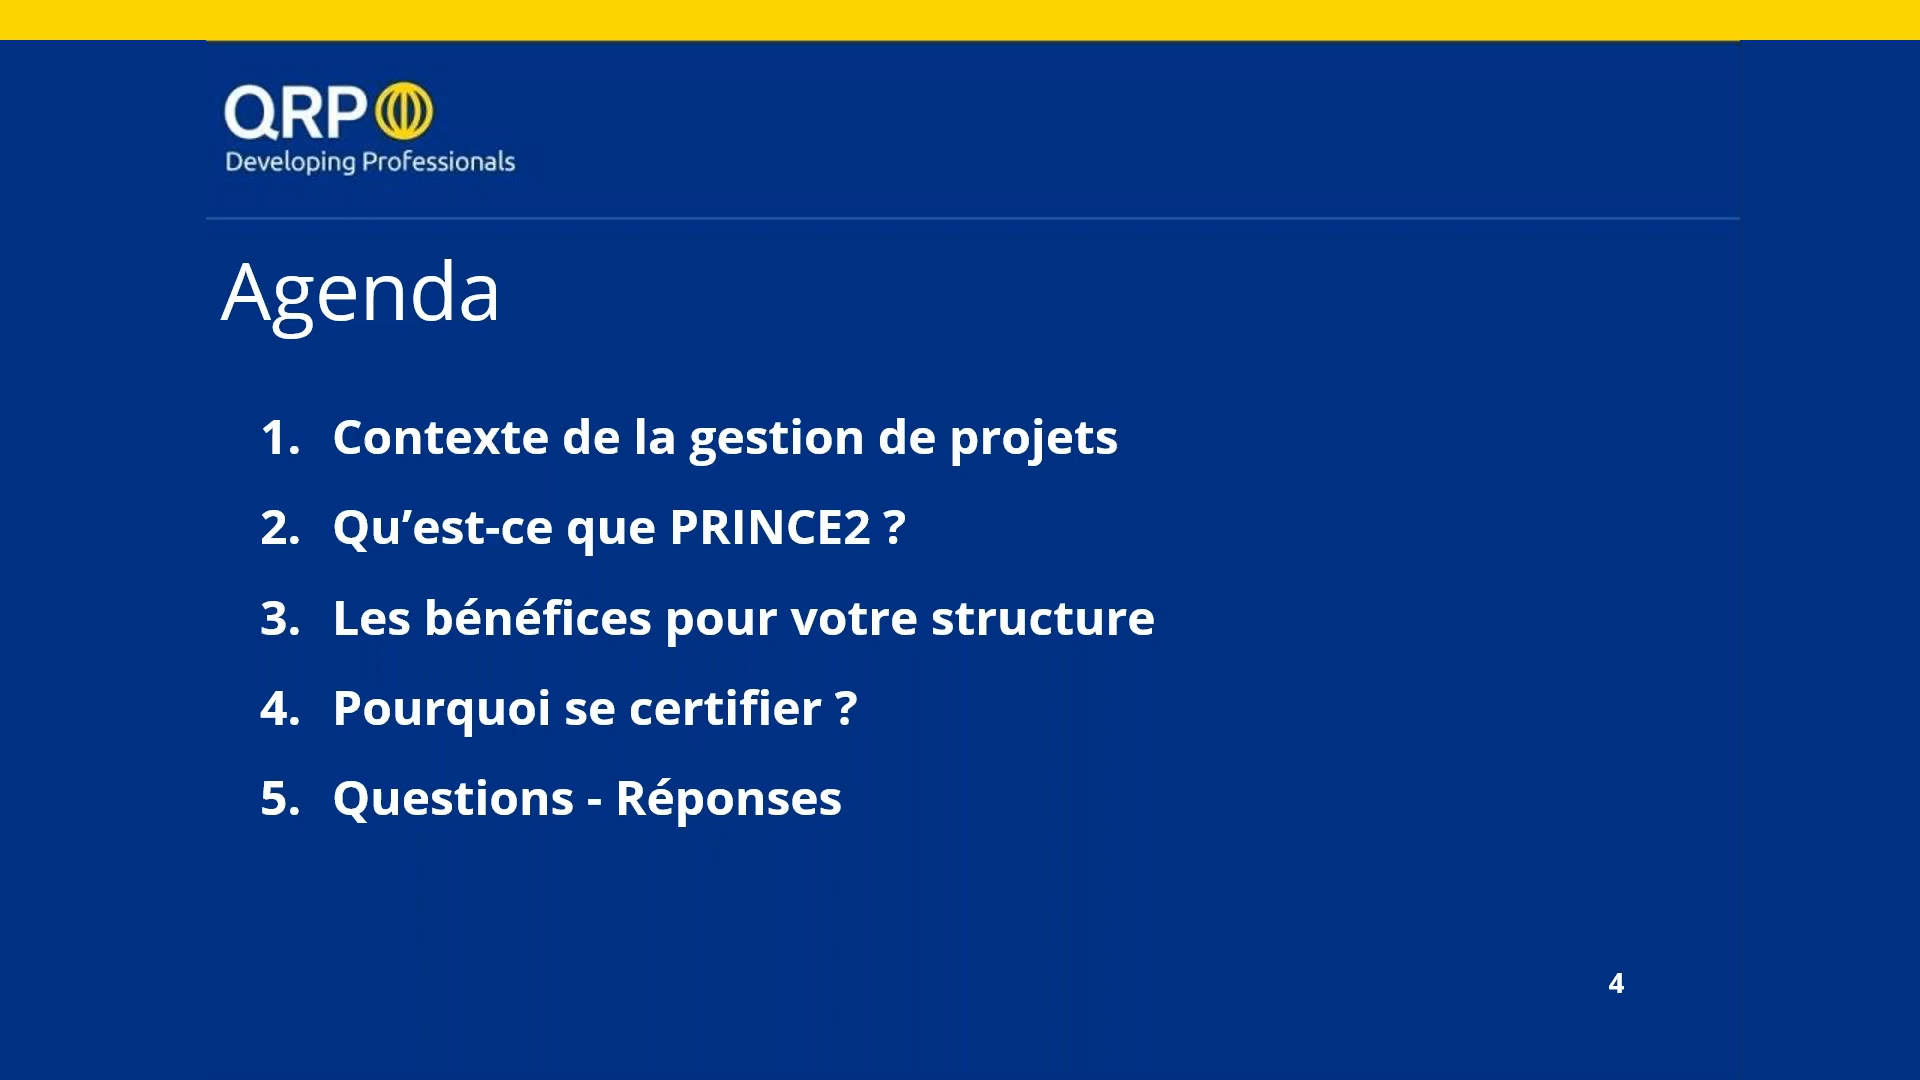 QRP
Developing Professionals
Agenda
1. Contexte de la gestion de projets
2. Qu’est-ce que PRINCE2 ?
3. Les bénéfices pour votre structure
4. Pourquoi se certifier ?
5. Questions - Réponses
4